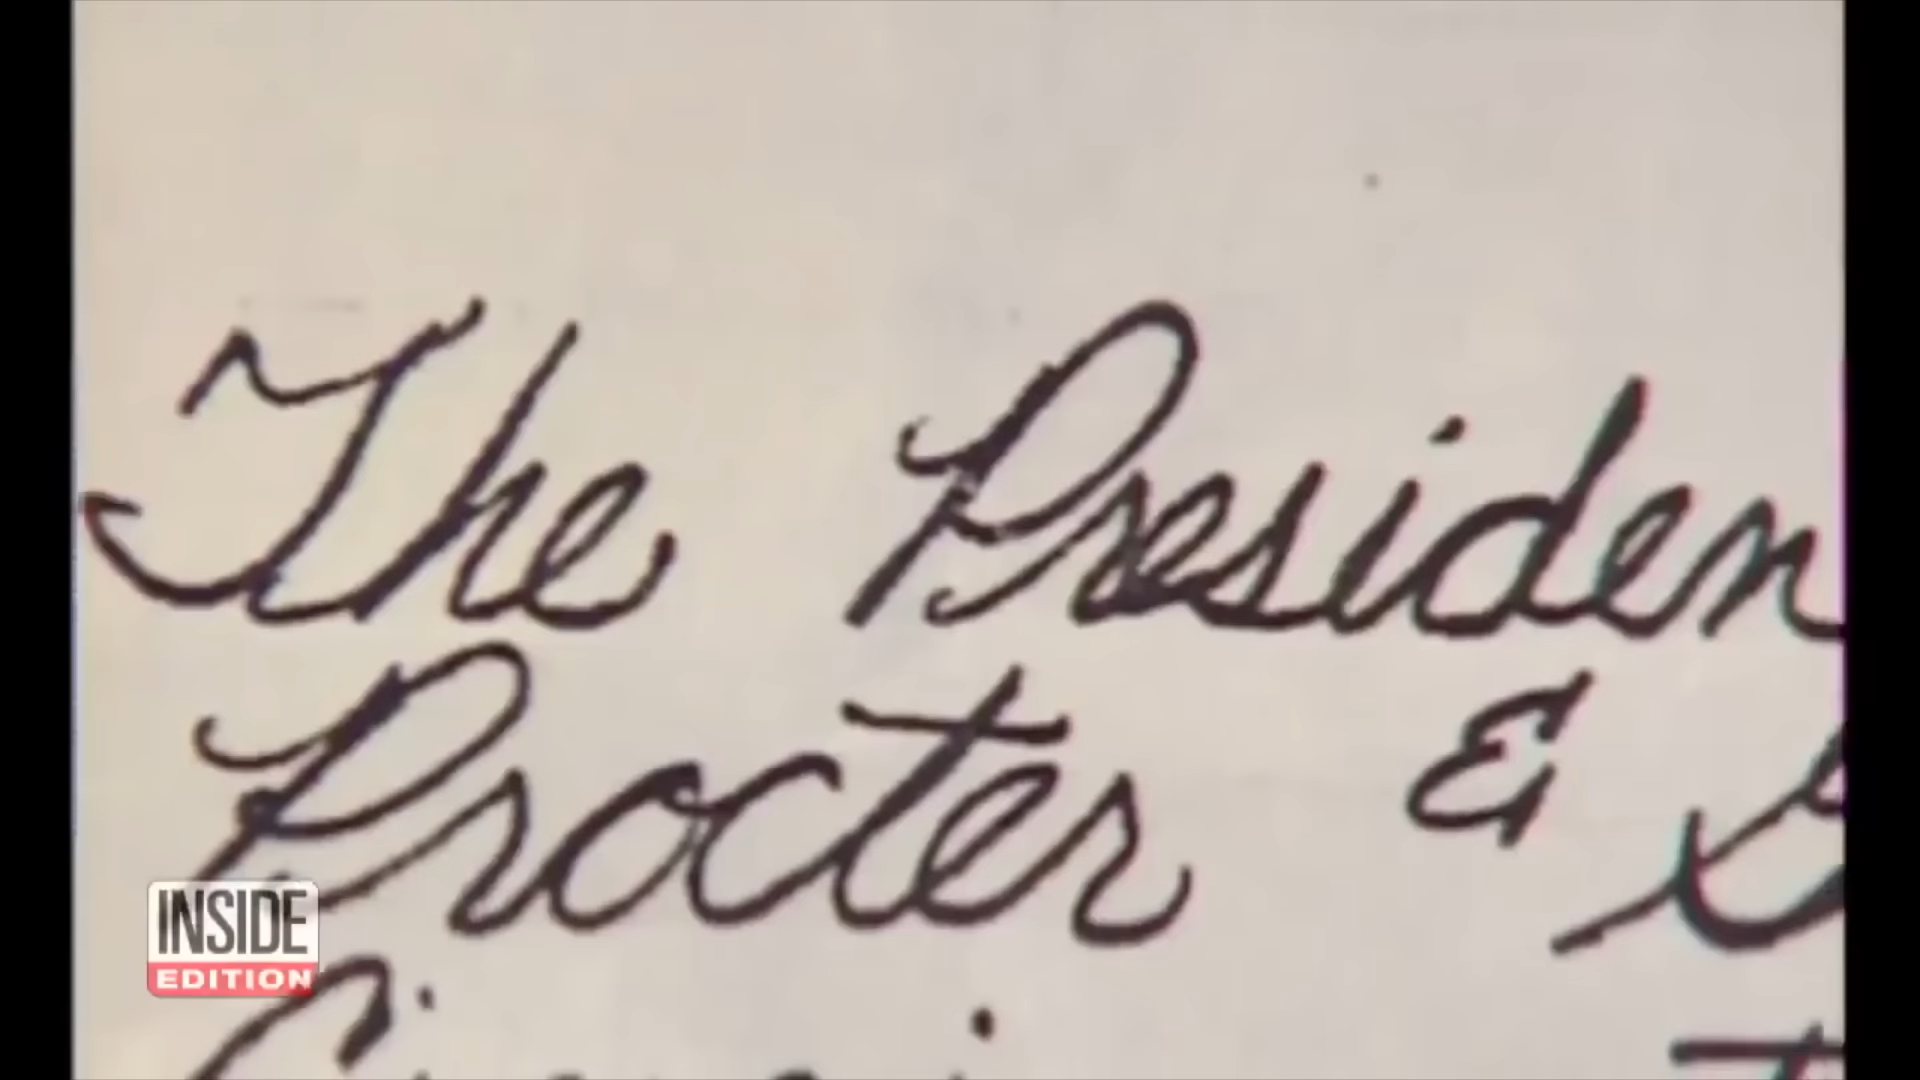 The Presiden
Procter &
INSIDE
EDITION